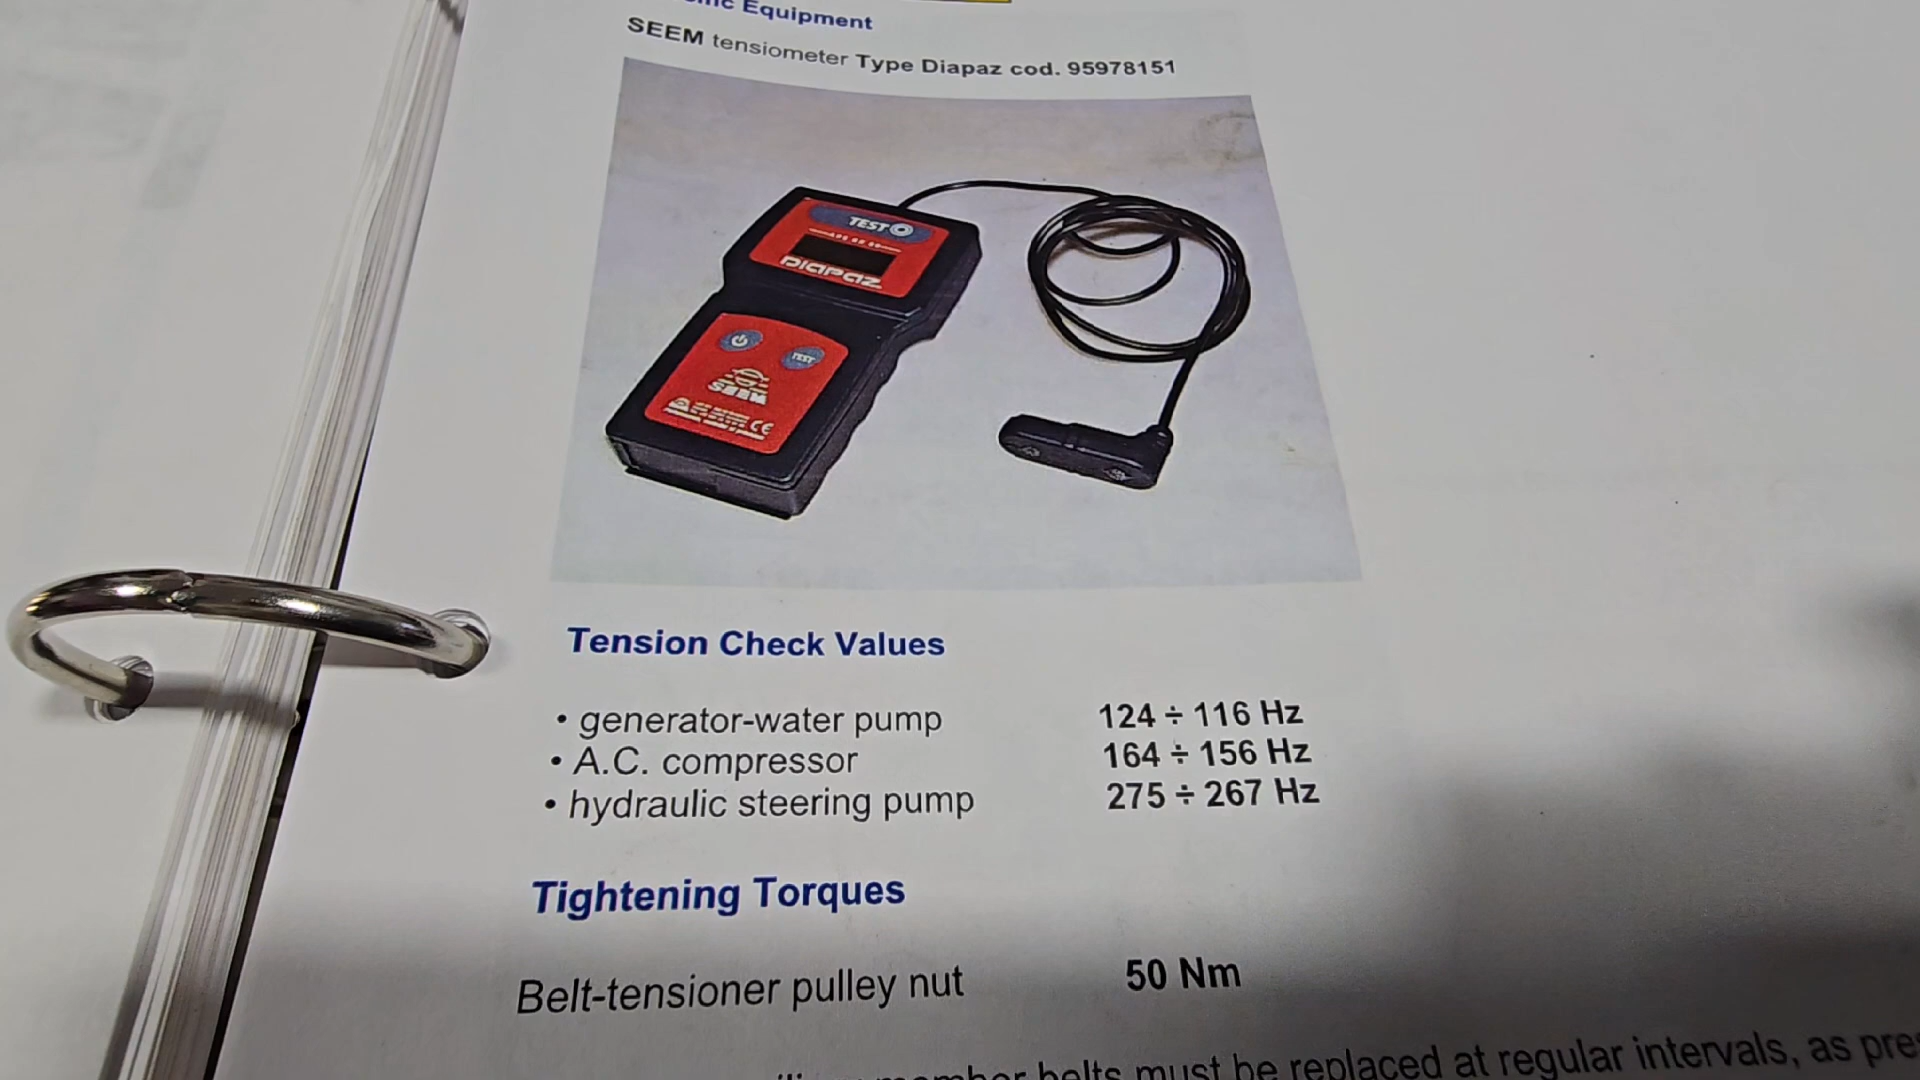 Equipment
SEEM tensiometer Type Diapaz cod. 95978151
TEST
DIAPAZ
TEST
SEEM
CE
Tension Check Values
• generator-water pump 124 ÷ 116 Hz
• A.C. compressor 164 ÷ 156 Hz
• hydraulic steering pump 275 ÷ 267 Hz
Tightening Torques
Belt-tensioner pulley nut 50 Nm
belts must be replaced at regular intervals, as